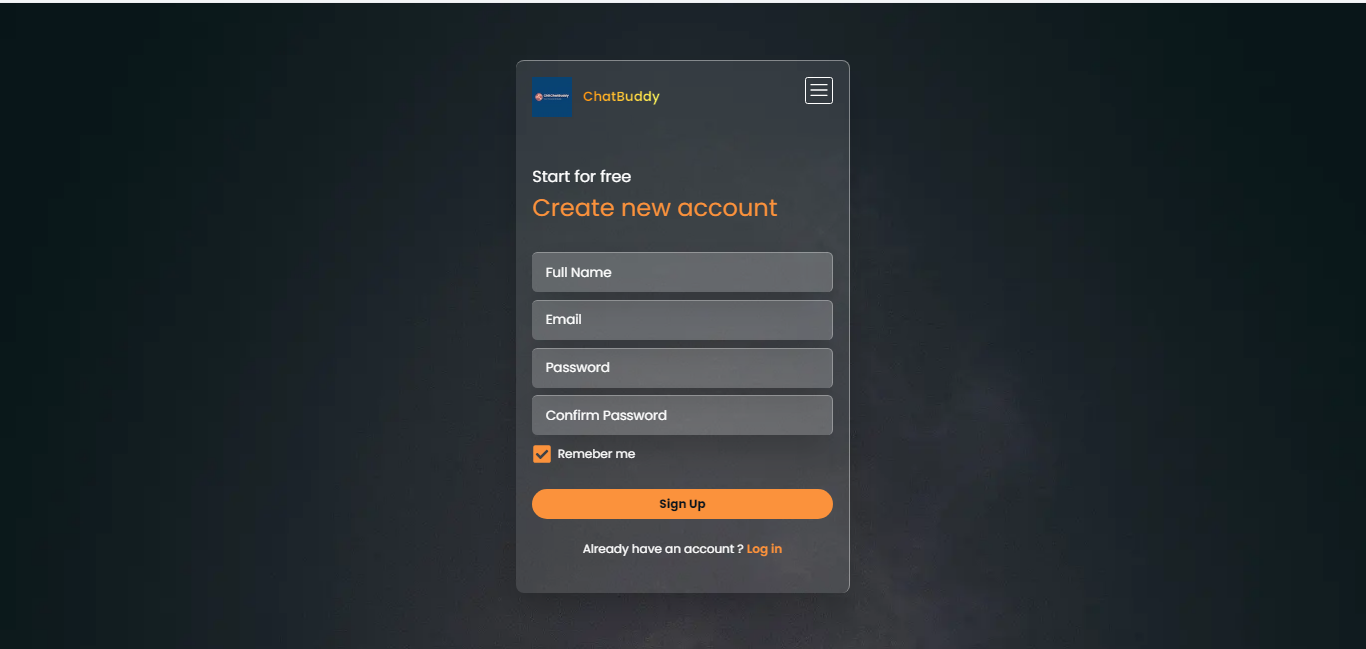 ChatBuddy
Start for free
Create new account
Full Name
Email
Password
Confirm Password
Remeber me
Sign Up
Already have an account ? Log in